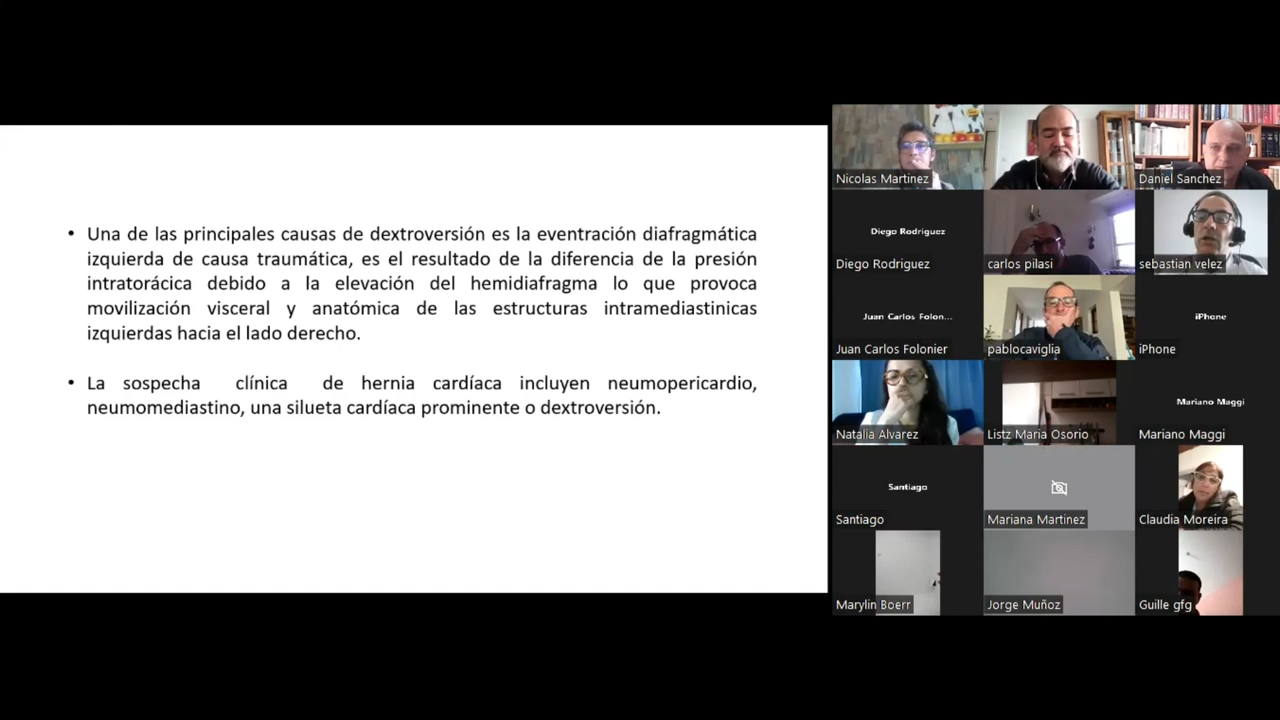 • Una de las principales causas de dextroversión es la eventración diafragmática
izquierda de causa traumática, es el resultado de la diferencia de la presión
intratorácica debido a la elevación del hemidiafragma lo que provoca
movilización visceral y anatómica de las estructuras intramediastinicas
izquierdas hacia el lado derecho.
• La sospecha clínica de hernia cardíaca incluyen neumopericardio,
neumomediastino, una silueta cardíaca prominente o dextroversión.
Nicolas Martinez
Daniel Sanchez
Diego Rodriguez
Diego Rodriguez
carlos pilasi
sebastian velez
Juan Carlos Folon...
Juan Carlos Folonier
pablocaviglia
iPhone
iPhone
Natalia Alvarez
Listz Maria Osorio
Mariano Maggi
Mariano Maggi
Santiago
Santiago
Mariana Martinez
Claudia Moreira
Marylin Boerr
Jorge Muñoz
Guille gfg